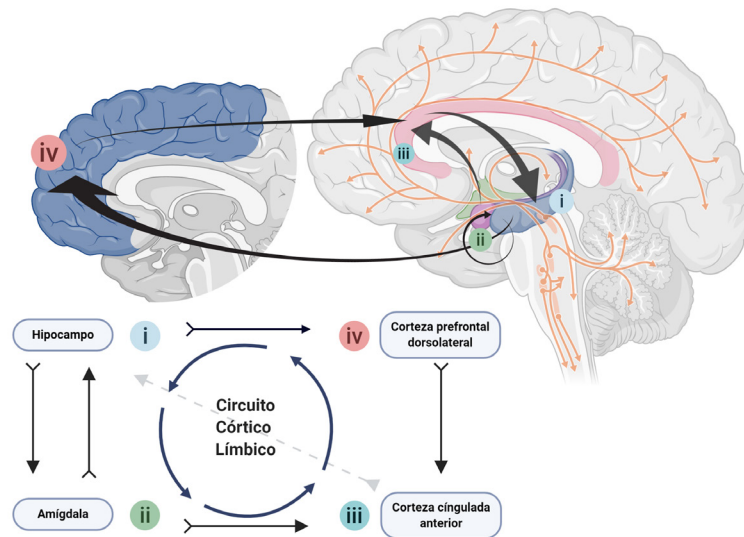 iv
iii
i
ii
Hipocampo
i
iv
Corteza prefrontal
dorsolateral
Circuito
Córtico
Límbico
Amígdala
ii
iii
Corteza cíngulada
anterior